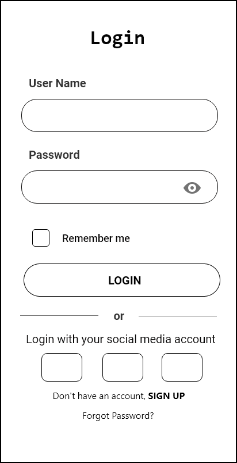 Login
User Name
Password
Remember me
LOGIN
or
Login with your social media account
Don't have an account, SIGN UP
Forgot Password?